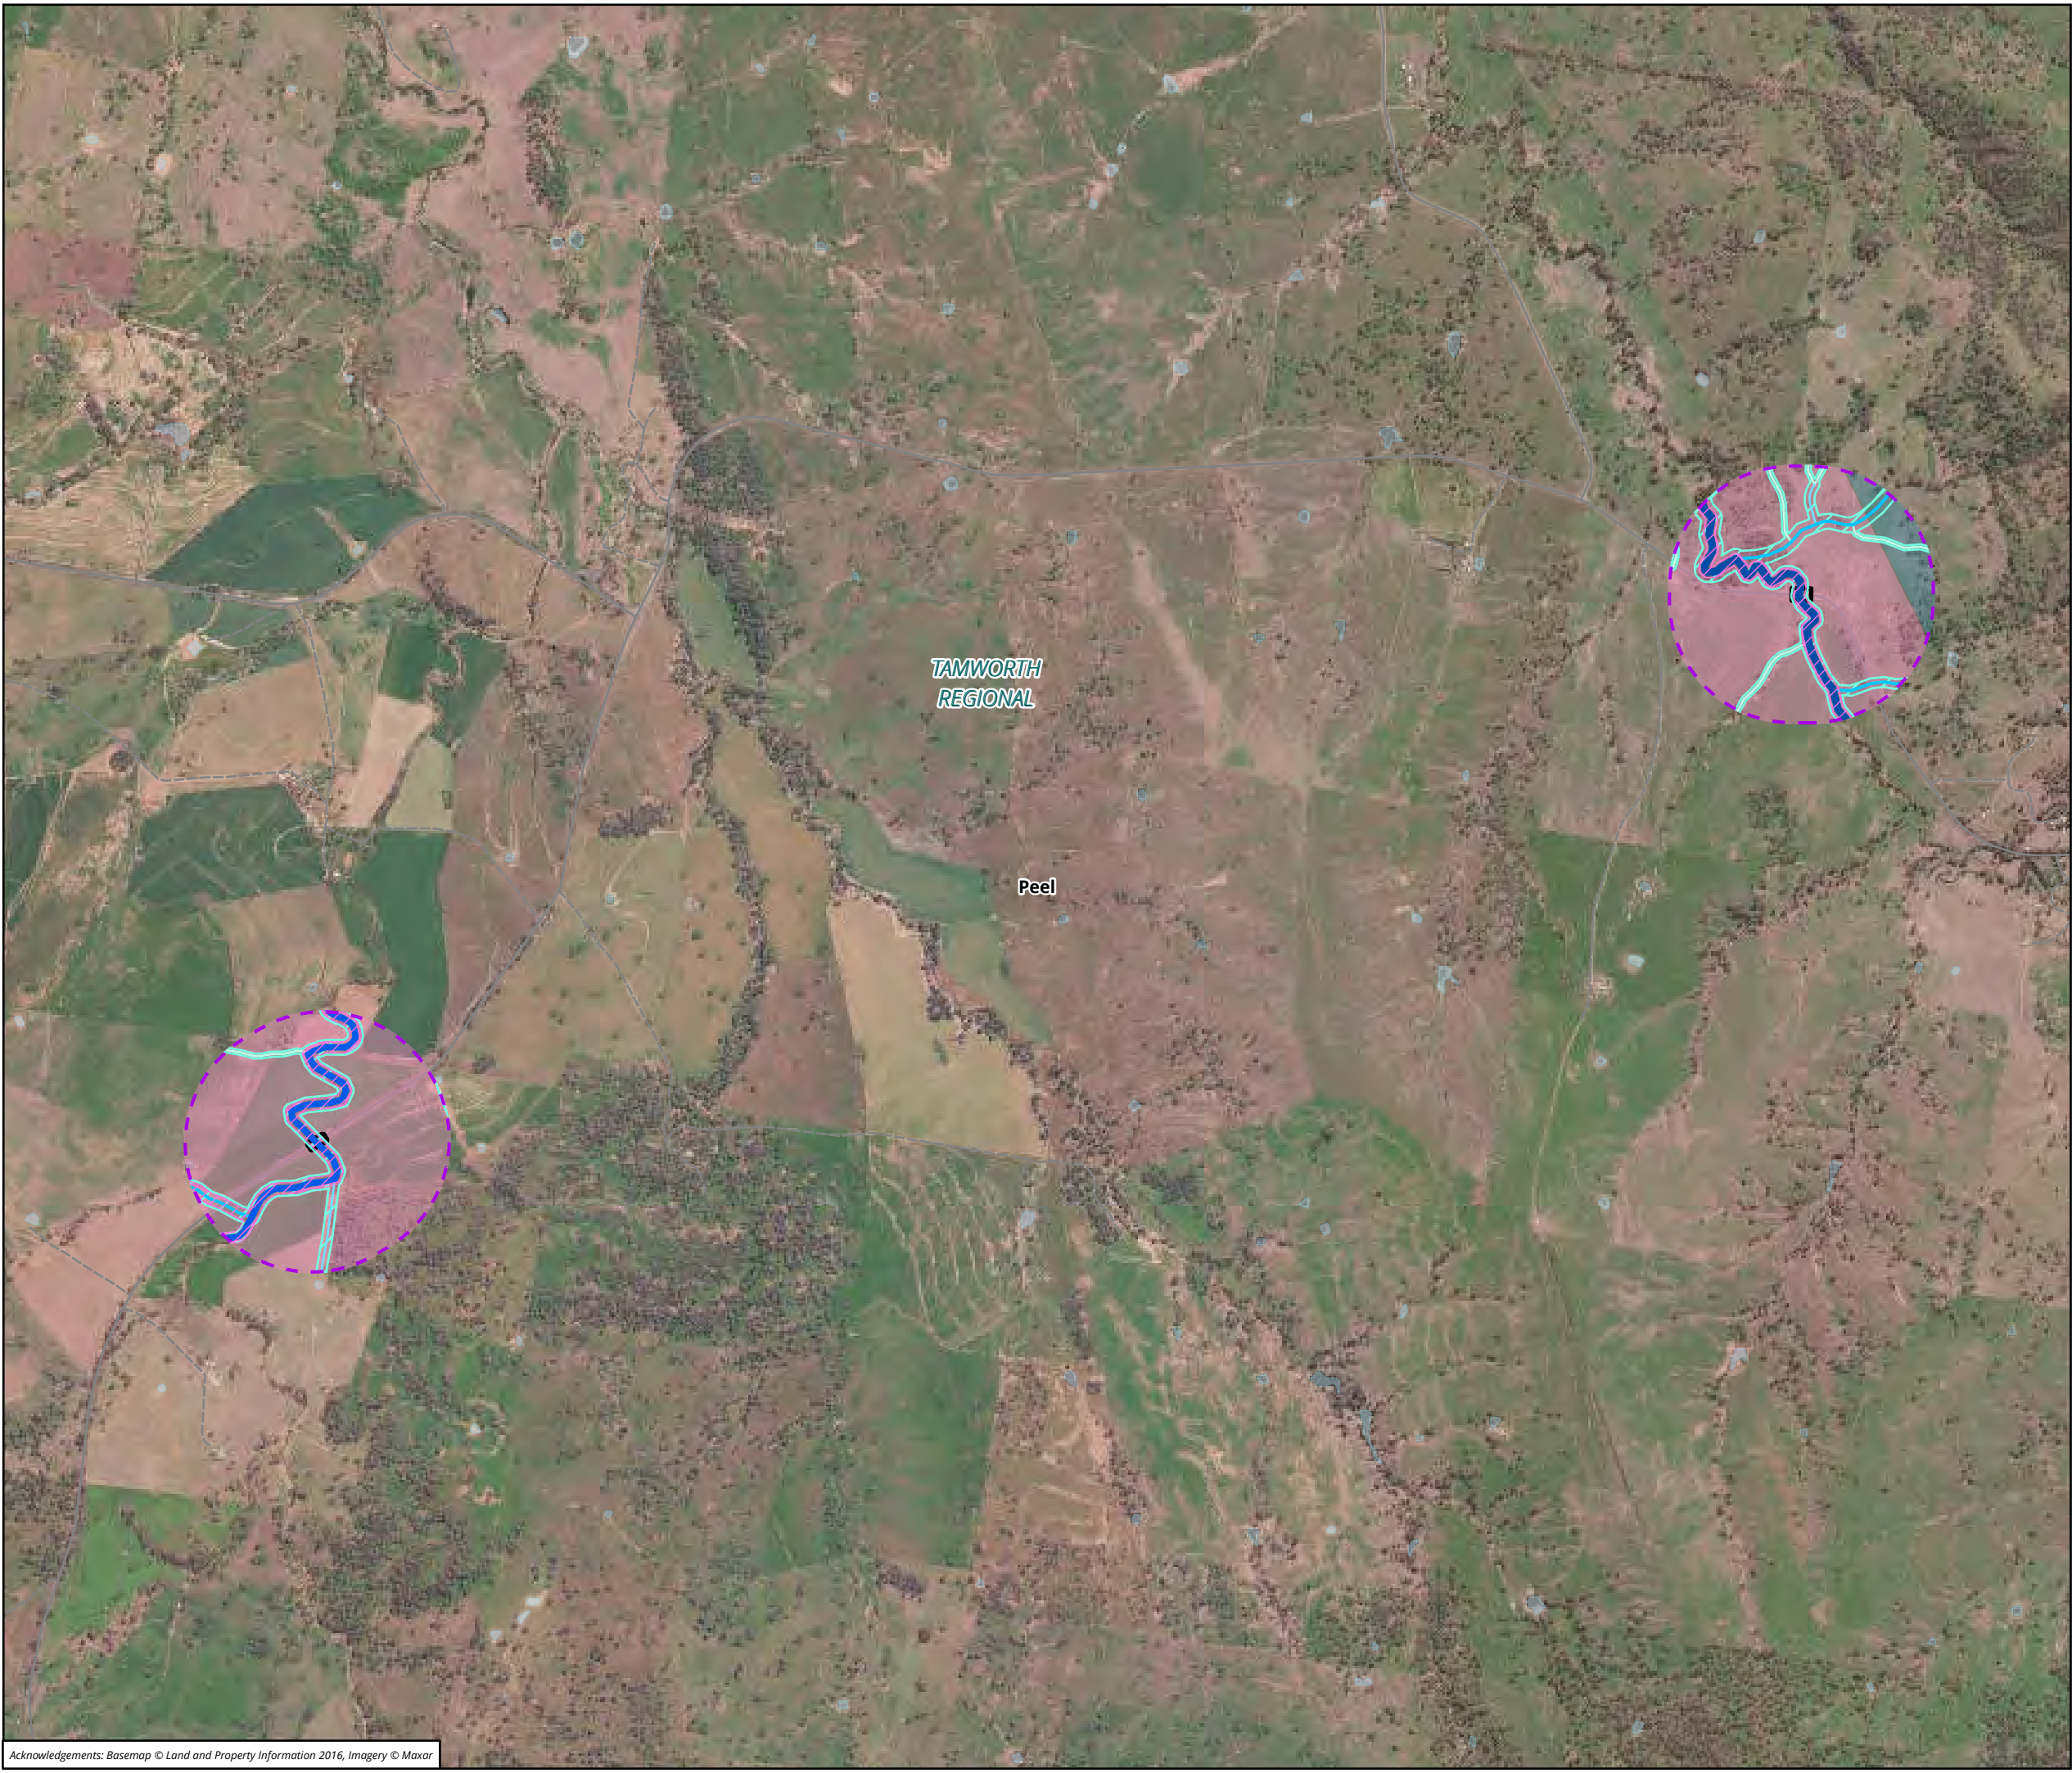 TAMWORTH
REGIONAL
Peel
Acknowledgements: Basemap © Land and Property Information 2016, Imagery © Maxar